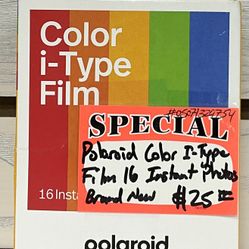 Color
i-Type
Film
16 Insta
SPECIAL
Polaroid Color I-Type
Film 16 Instant Photos
Brand New $25
polaroid